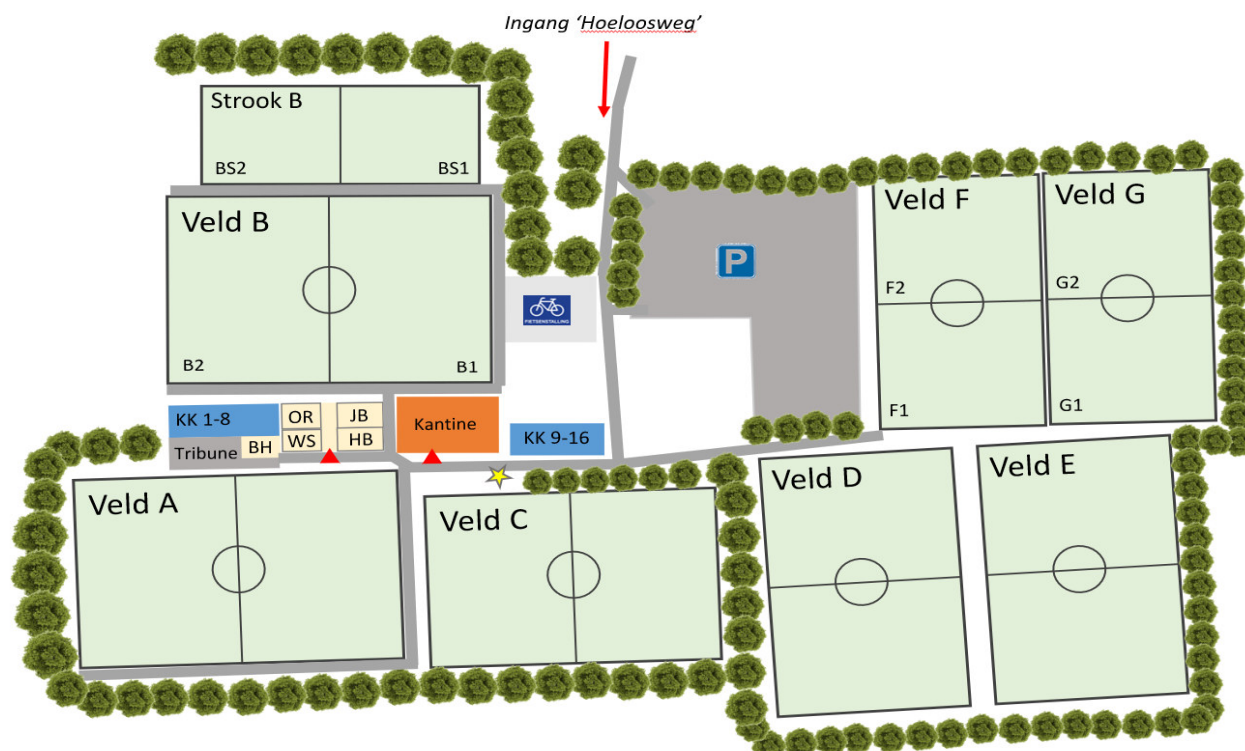 Ingang ‘Hoeloosweg’
Strook B
BS2
BS1
Veld B
B2
B1
P
FIETSENSTALLING
Veld F
F2
F1
Veld G
G2
G1
KK 1-8
OR
JB
WS
HB
BH
Tribune
Kantine
KK 9-16
Veld A
Veld C
Veld D
Veld E